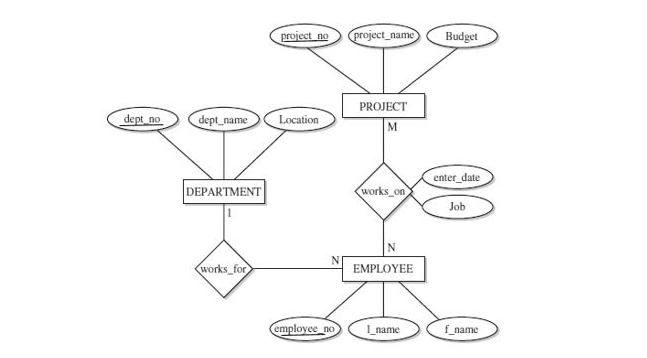 project_no
project_name
Budget
PROJECT
M
dept_no
dept_name
Location
DEPARTMENT
1
works_on
enter_date
Job
works_for
N
N
EMPLOYEE
employee_no
l_name
f_name